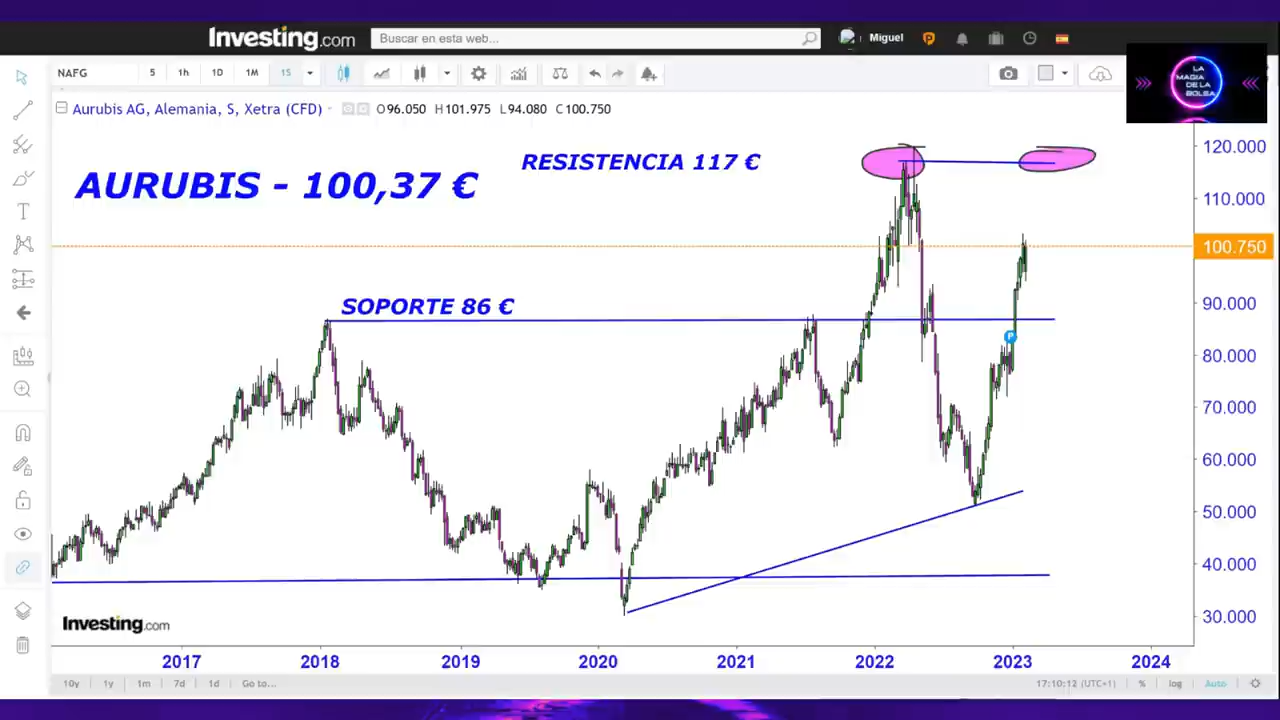 Investing.com
Buscar en esta web...
Miguel
NAFG
5 1h 1D 1M 1S
LA
MAGIA
DE LA
BOLSA
Aurubis AG, Alemania, S, Xetra (CFD)
O96.050 H101.975 L94.080 C100.750
RESISTENCIA 117 €
AURUBIS - 100,37 €
SOPORTE 86 €
120.000
110.000
100.750
90.000
80.000
70.000
60.000
50.000
40.000
30.000
P
Investing.com
2017 2018 2019 2020 2021 2022 2023 2024
10y 1y 1m 7d 1d Go to...
17:10:12 (UTC+1) % log Auto